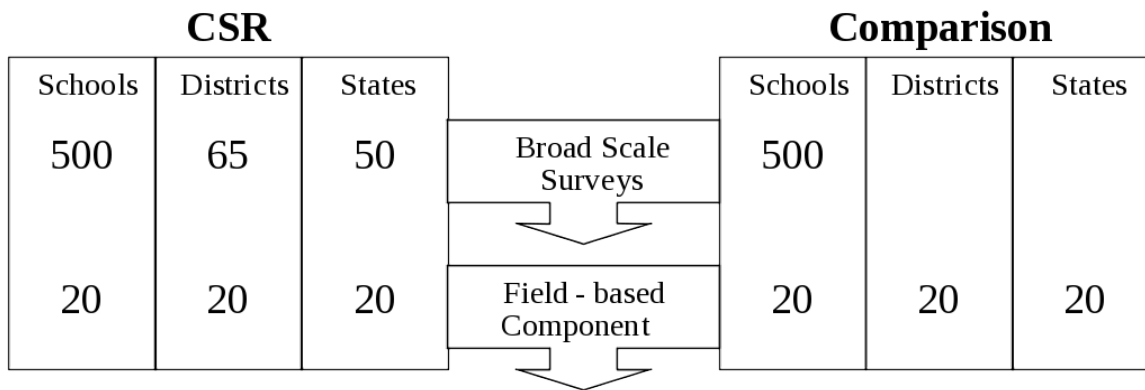 CSR Comparison
Schools Districts States Schools Districts States
500 65 50 Broad Scale Surveys 500
20 20 20 Field - based Component 20 20 20